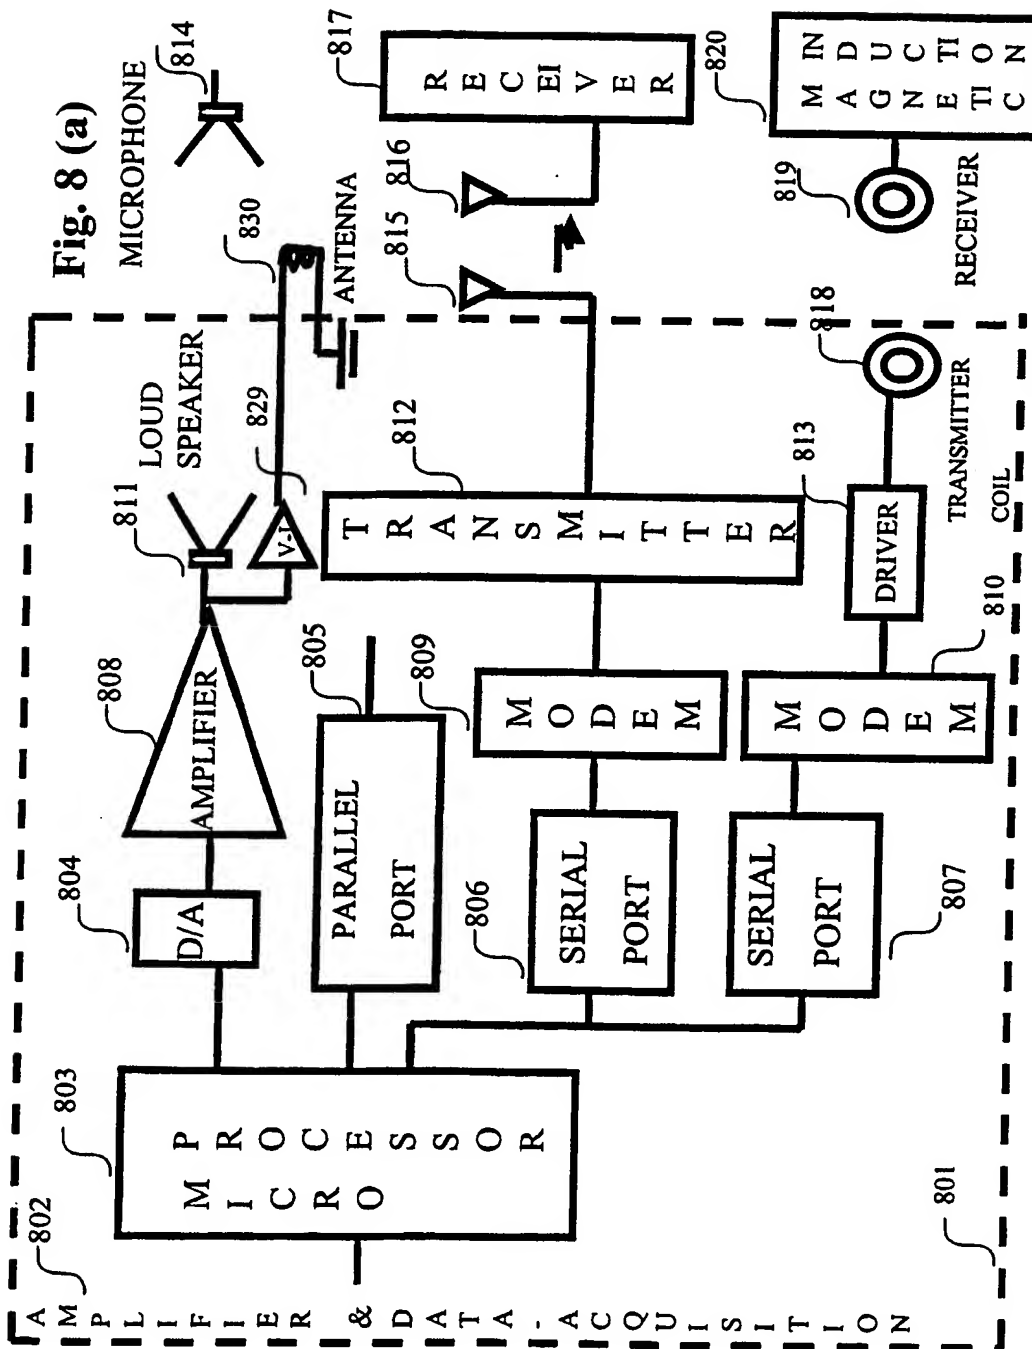 Fig. 8 (a)
MICROPHONE
814
830
ANTENNA
815
816
817
RECEIVER
820
MAGNETIC
INDUCTION
819
RECEIVER
818
TRANSMITTER
COIL
813
DRIVER
812
TRANSMITTER
LOUD
SPEAKER
811
829
V-I
808
AMPLIFIER
804
D/A
805
PARALLEL
PORT
809
MODEM
810
MODEM
806
SERIAL
PORT
807
SERIAL
PORT
803
MICRO
PROCESSOR
802
AMPLIFIER & DATA-ACQUISITION
801